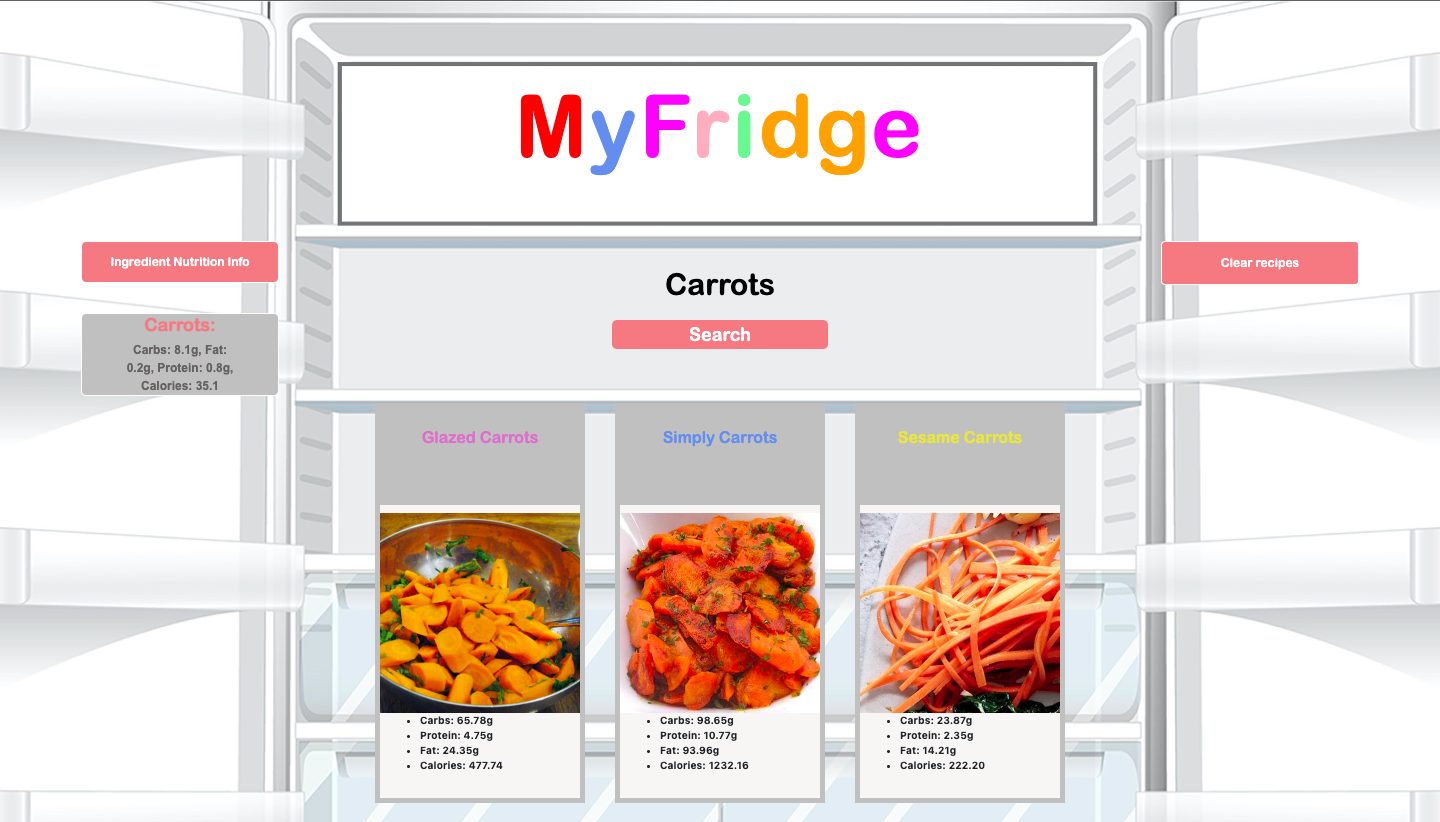 MyFridge
Ingredient Nutrition Info
Clear recipes
Carrots
Search
Carrots:
Carbs: 8.1g, Fat:
0.2g, Protein: 0.8g,
Calories: 35.1
Glazed Carrots
Carbs: 65.78g
Protein: 4.75g
Fat: 24.35g
Calories: 477.74
Simply Carrots
Carbs: 98.65g
Protein: 10.77g
Fat: 93.96g
Calories: 1232.16
Sesame Carrots
Carbs: 23.87g
Protein: 2.35g
Fat: 14.21g
Calories: 222.20